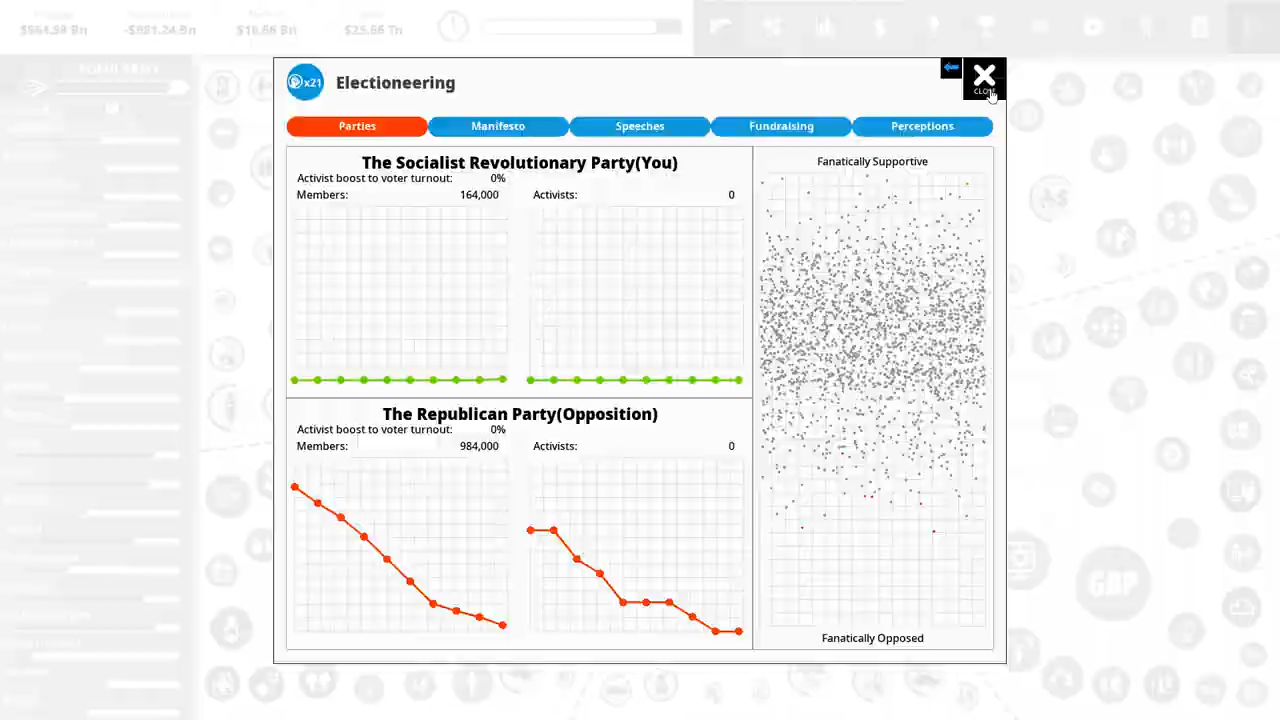 x21
Electioneering
CLOSE
Parties
Manifesto
Speeches
Fundraising
Perceptions
The Socialist Revolutionary Party(You)
Activist boost to voter turnout: 0%
Members: 164,000
Activists: 0
The Republican Party(Opposition)
Activist boost to voter turnout: 0%
Members: 984,000
Activists: 0
Fanatically Supportive
Fanatically Opposed
GDP